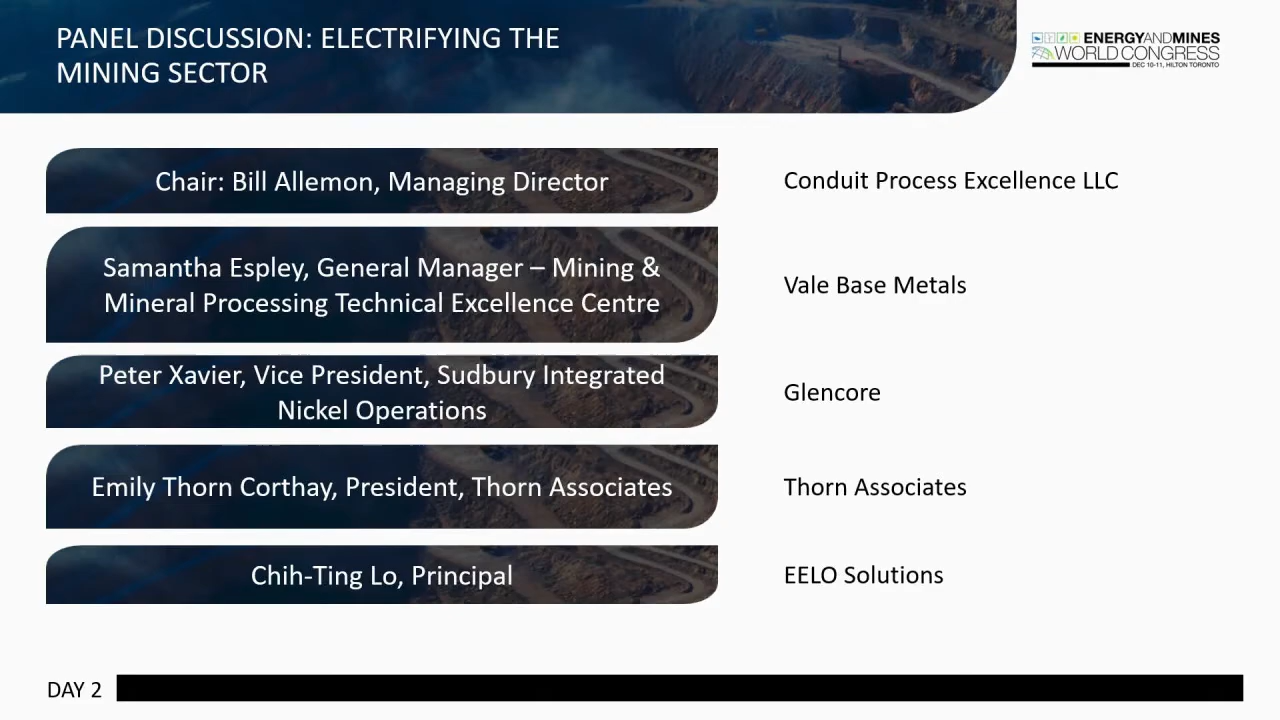 PANEL DISCUSSION: ELECTRIFYING THE
MINING SECTOR
ENERGYANDMINES
WORLD CONGRESS
DEC 10-11, HILTON TORONTO
Chair: Bill Allemon, Managing Director
Conduit Process Excellence LLC
Samantha Espley, General Manager – Mining &
Mineral Processing Technical Excellence Centre
Vale Base Metals
Peter Xavier, Vice President, Sudbury Integrated
Nickel Operations
Glencore
Emily Thorn Corthay, President, Thorn Associates
Thorn Associates
Chih-Ting Lo, Principal
EELO Solutions
DAY 2